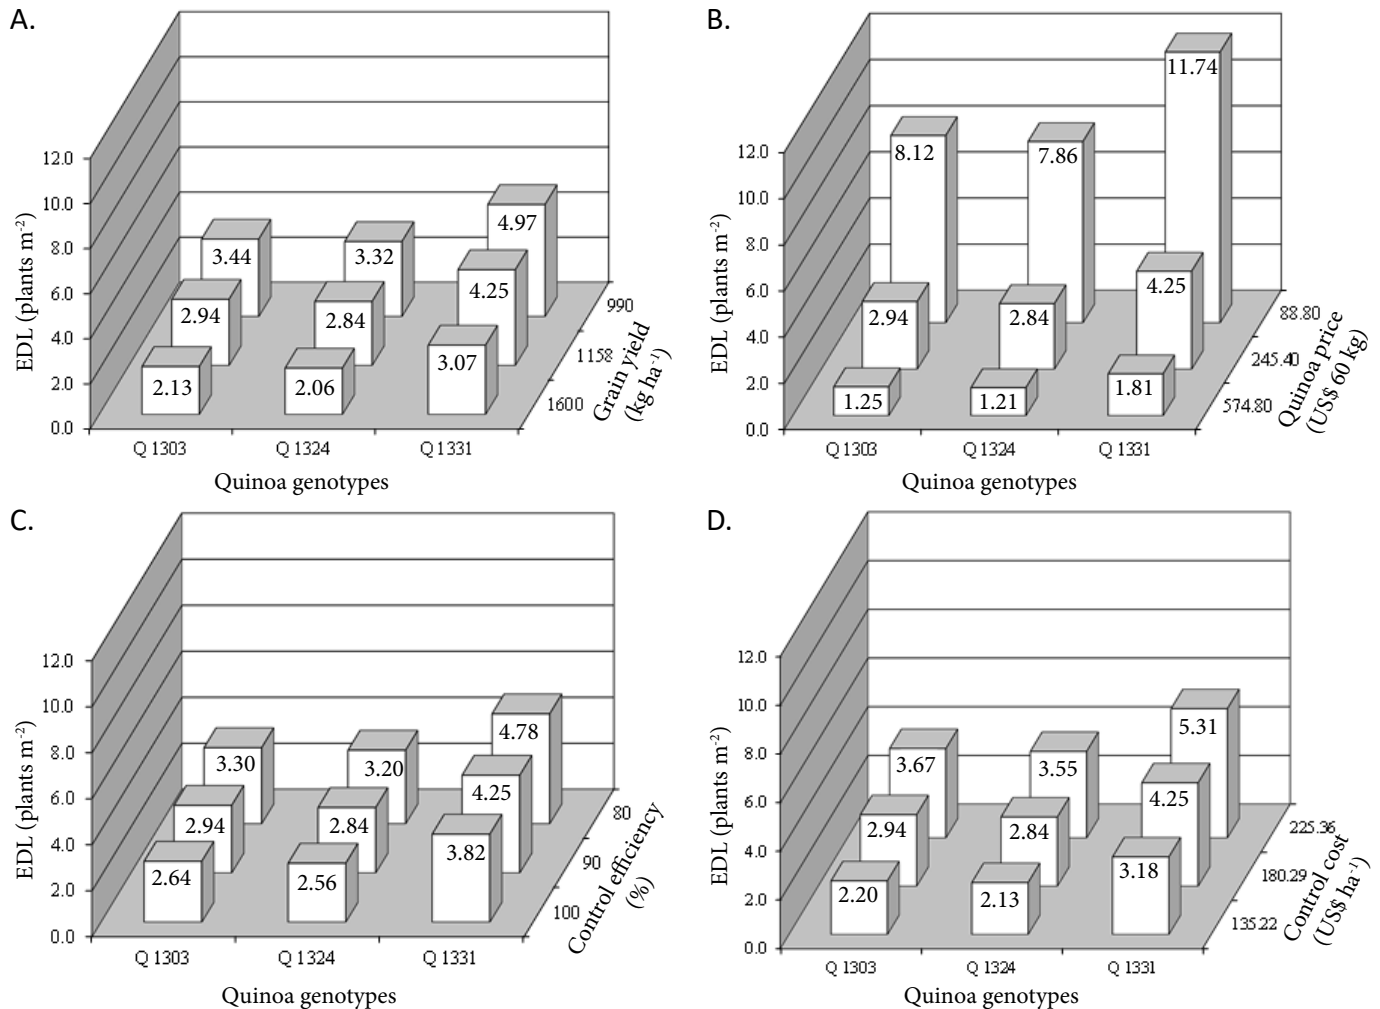 A.
EDL (plants m-2)
12.0
10.0
8.0
6.0
4.0
2.0
0.0
3.44
3.32
4.97
2.94
2.84
4.25
2.13
2.06
3.07
990
1158
1600
Grain yield
(kg ha-1)
Q 1303
Q 1324
Q 1331
Quinoa genotypes
B.
EDL (plants m-2)
12.0
10.0
8.0
6.0
4.0
2.0
0.0
8.12
7.86
11.74
2.94
2.84
4.25
1.25
1.21
1.81
88.80
245.40
574.80
Quinoa price
(US$ 60 kg)
Q 1303
Q 1324
Q 1331
Quinoa genotypes
C.
EDL (plants m-2)
12.0
10.0
8.0
6.0
4.0
2.0
0.0
3.30
3.20
4.78
2.94
2.84
4.25
2.64
2.56
3.82
80
90
100
Control efficiency
(%)
Q 1303
Q 1324
Q 1331
Quinoa genotypes
D.
EDL (plants m-2)
12.0
10.0
8.0
6.0
4.0
2.0
0.0
3.67
3.55
5.31
2.94
2.84
4.25
2.20
2.13
3.18
225.36
180.29
135.22
Control cost
(US$ ha-1)
Q 1303
Q 1324
Q 1331
Quinoa genotypes